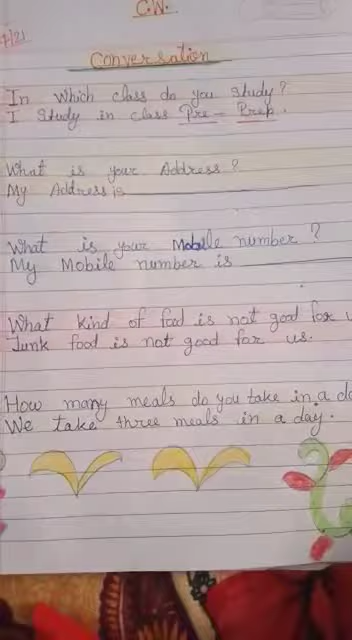 C.W.
Conversation
In which class do you study?
I study in class Pre - Prep.
What is your Address?
My Address is
What is your Mobile number?
My Mobile number is
What kind of food is not good for
Junk food is not good for us.
How many meals do you take in a
We take three meals in a day.